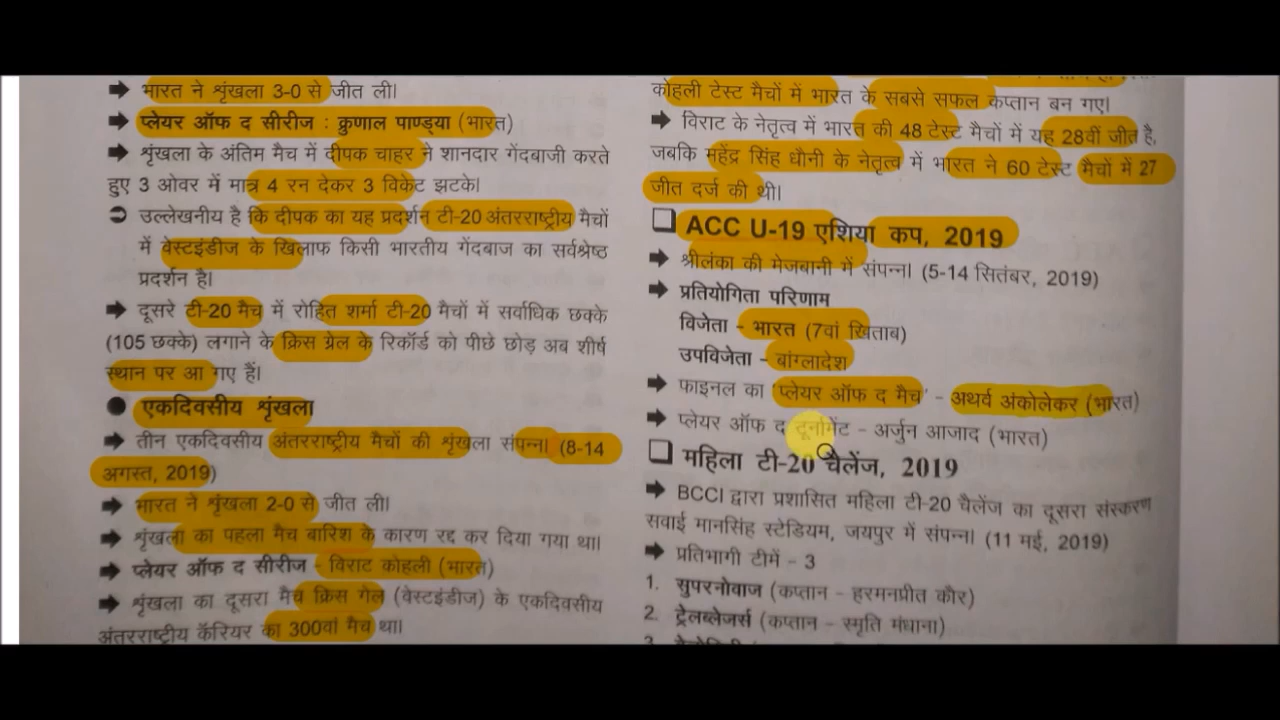 ➡ भारत ने शृंखला 3-0 से जीत ली।
➡ प्लेयर ऑफ द सीरीज : क्रुणाल पाण्ड्या (भारत)
➡ शृंखला के अंतिम मैच में दीपक चाहर ने शानदार गेंदबाजी करते
हुए 3 ओवर में मात्र 4 रन देकर 3 विकेट झटके।
➲ उल्लेखनीय है कि दीपक का यह प्रदर्शन टी-20 अंतरराष्ट्रीय मैचों
में वेस्टइंडीज के खिलाफ किसी भारतीय गेंदबाज का सर्वश्रेष्ठ
प्रदर्शन है।
➡ दूसरे टी-20 मैच में रोहित शर्मा टी-20 मैचों में सर्वाधिक छक्के
(105 छक्के) लगाने के क्रिस ग्रेल के रिकॉर्ड को पीछे छोड़ अब शीर्ष
स्थान पर आ गए हैं।
● एकदिवसीय शृंखला
➡ तीन एकदिवसीय अंतरराष्ट्रीय मैचों की शृंखला संपन्न। (8-14
अगस्त, 2019)
➡ भारत ने शृंखला 2-0 से जीत ली।
➡ शृंखला का पहला मैच बारिश के कारण रद्द कर दिया गया था।
➡ प्लेयर ऑफ द सीरीज - विराट कोहली (भारत)
➡ शृंखला का दूसरा मैच क्रिस गेल (वेस्टइंडीज) के एकदिवसीय
अंतरराष्ट्रीय कॅरियर का 300वां मैच था।
कोहली टेस्ट मैचों में भारत के सबसे सफल कप्तान बन गए।
➡ विराट के नेतृत्व में भारत की 48 टेस्ट मैचों में यह 28वीं जीत है,
जबकि महेंद्र सिंह धौनी के नेतृत्व में भारत ने 60 टेस्ट मैचों में 27
जीत दर्ज की थी।
❑ ACC U-19 एशिया कप, 2019
➡ श्रीलंका की मेजबानी में संपन्न। (5-14 सितंबर, 2019)
➡ प्रतियोगिता परिणाम
विजेता - भारत (7वां खिताब)
उपविजेता - बांग्लादेश
➡ फाइनल का 'प्लेयर ऑफ द मैच' - अथर्व अंकोलेकर (भारत)
➡ प्लेयर ऑफ द टूर्नामेंट - अर्जुन आजाद (भारत)
❑ महिला टी-20 चैलेंज, 2019
➡ BCCI द्वारा प्रशासित महिला टी-20 चैलेंज का दूसरा संस्करण
सवाई मानसिंह स्टेडियम, जयपुर में संपन्न। (11 मई, 2019)
➡ प्रतिभागी टीमें - 3
1. सुपरनोवाज (कप्तान - हरमनप्रीत कौर)
2. ट्रेलब्लेजर्स (कप्तान - स्मृति मंधाना)